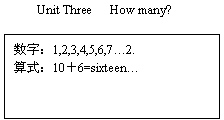 Unit Three   How many?
数字：1,2,3,4,5,6,7…2.
算式：10＋6=sixteen…